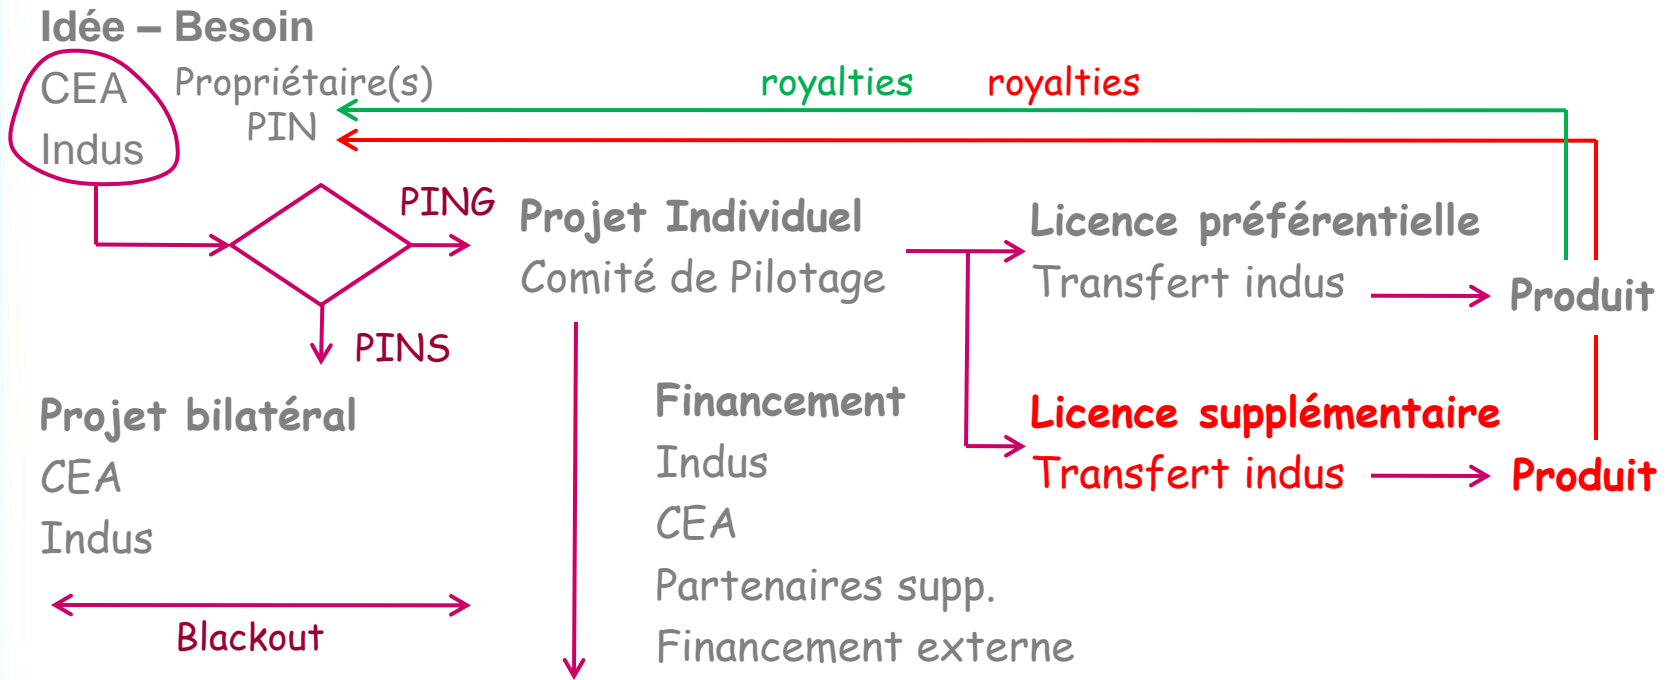 Idée – Besoin
CEA
Indus
Propriétaire(s)
PIN
royalties
royalties
PING
PINS
Projet Individuel
Comité de Pilotage
Licence préférentielle
Transfert indus
Produit
Projet bilatéral
CEA
Indus
Blackout
Financement
Indus
CEA
Partenaires supp.
Financement externe
Licence supplémentaire
Transfert indus
Produit